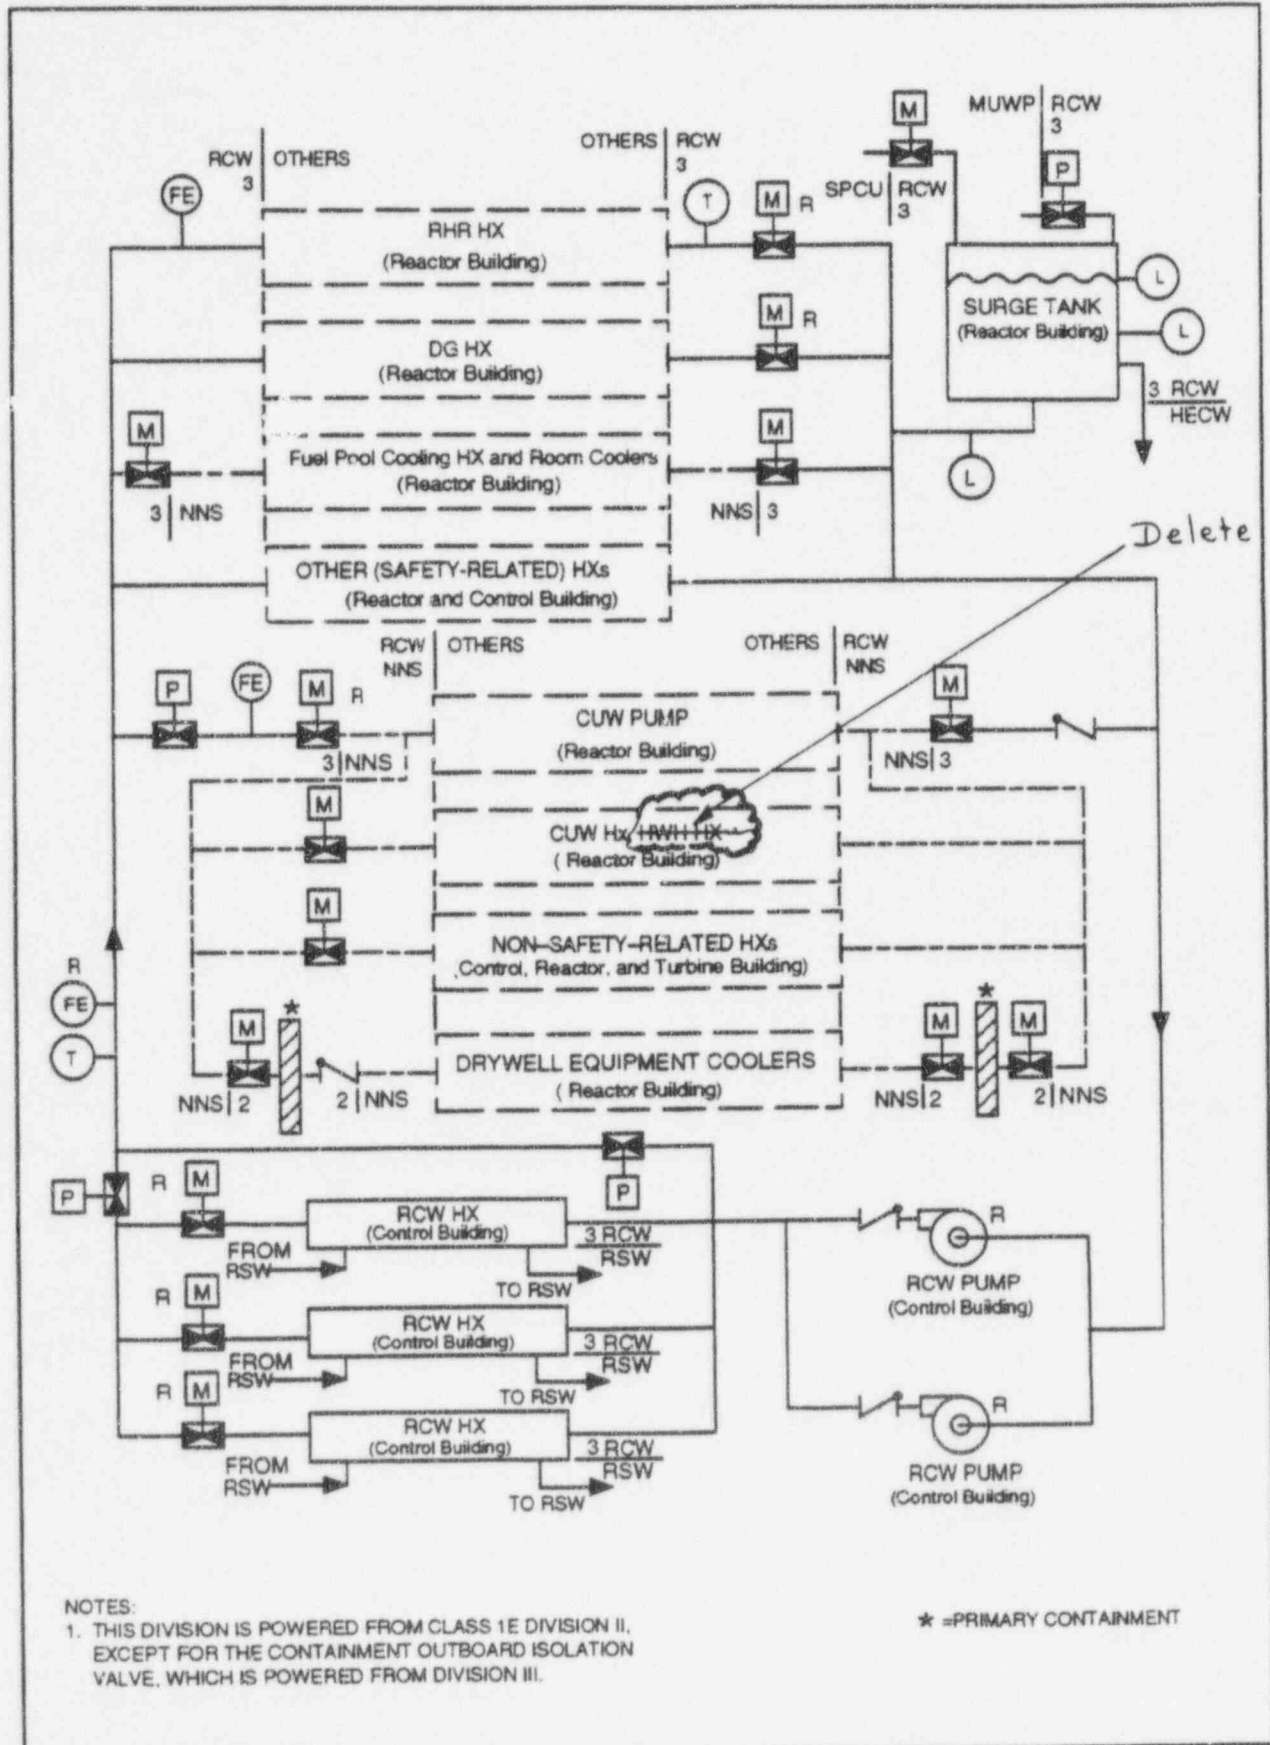 MUWP RCW
3
M
P
RCW OTHERS
3
OTHERS RCW
3
SPCU RCW
3
FE
T
M R
RHR HX
(Reactor Building)
L
SURGE TANK
(Reactor Building)
L
M R
DG HX
(Reactor Building)
3 RCW
HECW
M
M
Fuel Pool Cooling HX and Room Coolers
(Reactor Building)
L
3 NNS
NNS 3
Delete
OTHER (SAFETY-RELATED) HXs
(Reactor and Control Building)
RCW OTHERS
NNS
OTHERS RCW
NNS
P
FE
M R
M
CUW PUMP
(Reactor Building)
3 NNS
NNS 3
M
CUW Hx, HWH HX
( Reactor Building)
M
NON-SAFETY-RELATED HXs
Control, Reactor, and Turbine Building)
R
FE
T
M
*
*
M
M
DRYWELL EQUIPMENT COOLERS
( Reactor Building)
NNS 2
2 NNS
NNS 2
2 NNS
P
P
R M
RCW HX
(Control Building)
3 RCW
RSW
FROM
RSW
TO RSW
R
RCW PUMP
(Control Building)
R M
RCW HX
(Control Building)
3 RCW
RSW
FROM
RSW
TO RSW
R M
RCW HX
(Control Building)
3 RCW
RSW
FROM
RSW
TO RSW
R
RCW PUMP
(Control Building)
NOTES:
1. THIS DIVISION IS POWERED FROM CLASS 1E DIVISION II,
EXCEPT FOR THE CONTAINMENT OUTBOARD ISOLATION
VALVE, WHICH IS POWERED FROM DIVISION III.
* =PRIMARY CONTAINMENT